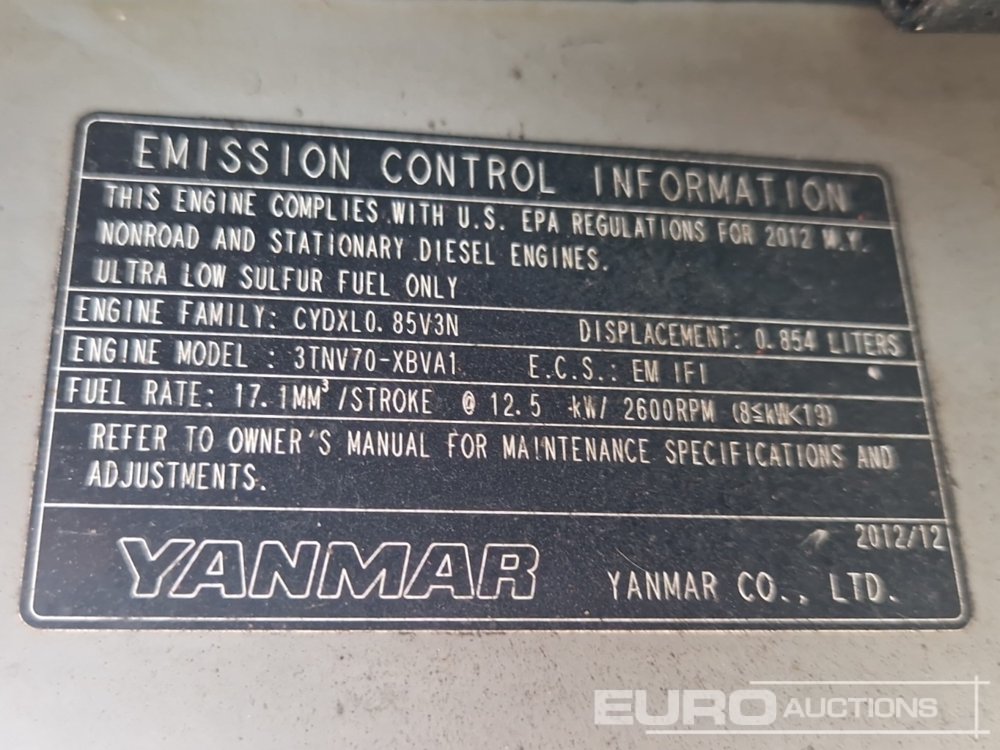 EMISSION CONTROL INFORMATION
THIS ENGINE COMPLIES WITH U.S. EPA REGULATIONS FOR 2012 M.Y.
NONROAD AND STATIONARY DIESEL ENGINES.
ULTRA LOW SULFUR FUEL ONLY
ENGINE FAMILY: CYDXL0.85V3N DISPLACEMENT: 0.854 LITERS
ENGINE MODEL : 3TNV70-XBVA1 E.C.S.: EM IFI
FUEL RATE: 17.1MM³/STROKE @ 12.5 kW/ 2600RPM (8≤kW<19)
REFER TO OWNER'S MANUAL FOR MAINTENANCE SPECIFICATIONS AND
ADJUSTMENTS.
2012/12
YANMAR YANMAR CO., LTD.
EURO AUCTIONS